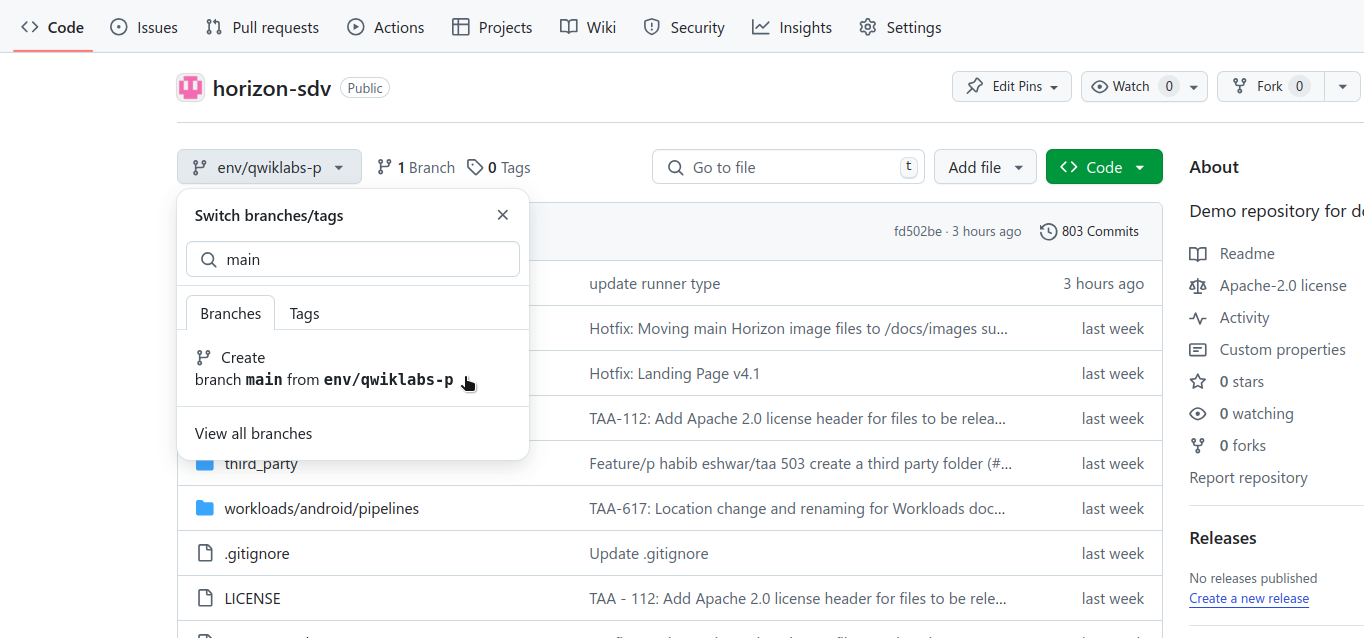 Code Issues Pull requests Actions Projects Wiki Security Insights Settings
horizon-sdv Public Edit Pins Watch 0 Fork 0
env/qwiklabs-p 1 Branch 0 Tags Go to file t Add file Code
Switch branches/tags
main
Branches Tags
Create
branch main from env/qwiklabs-p
View all branches
fd502be · 3 hours ago 803 Commits
update runner type 3 hours ago
Hotfix: Moving main Horizon image files to /docs/images su... last week
Hotfix: Landing Page v4.1 last week
TAA-112: Add Apache 2.0 license header for files to be relea... last week
third_party Feature/p habib eshwar/taa 503 create a third party folder (#... last week
workloads/android/pipelines TAA-617: Location change and renaming for Workloads doc... last week
.gitignore Update .gitignore last week
LICENSE TAA - 112: Add Apache 2.0 license header for files to be rele... last week
About
Demo repository for
Readme
Apache-2.0 license
Activity
Custom properties
0 stars
0 watching
0 forks
Report repository
Releases
No releases published
Create a new release